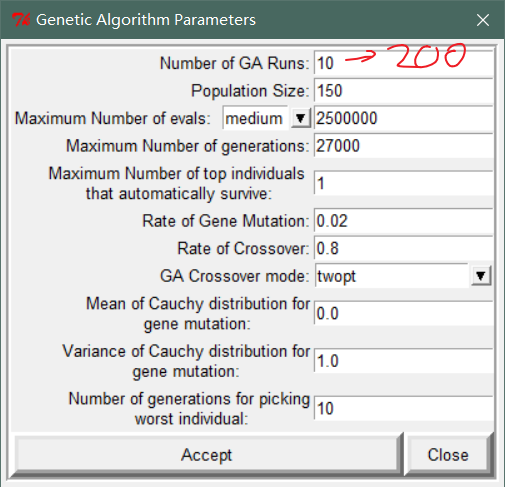 Genetic Algorithm Parameters
Number of GA Runs: 10 → 200
Population Size: 150
Maximum Number of evals: medium 2500000
Maximum Number of generations: 27000
Maximum Number of top individuals
that automatically survive: 1
Rate of Gene Mutation: 0.02
Rate of Crossover: 0.8
GA Crossover mode: twopt
Mean of Cauchy distribution for
gene mutation: 0.0
Variance of Cauchy distribution for
gene mutation: 1.0
Number of generations for picking
worst individual: 10
Accept Close